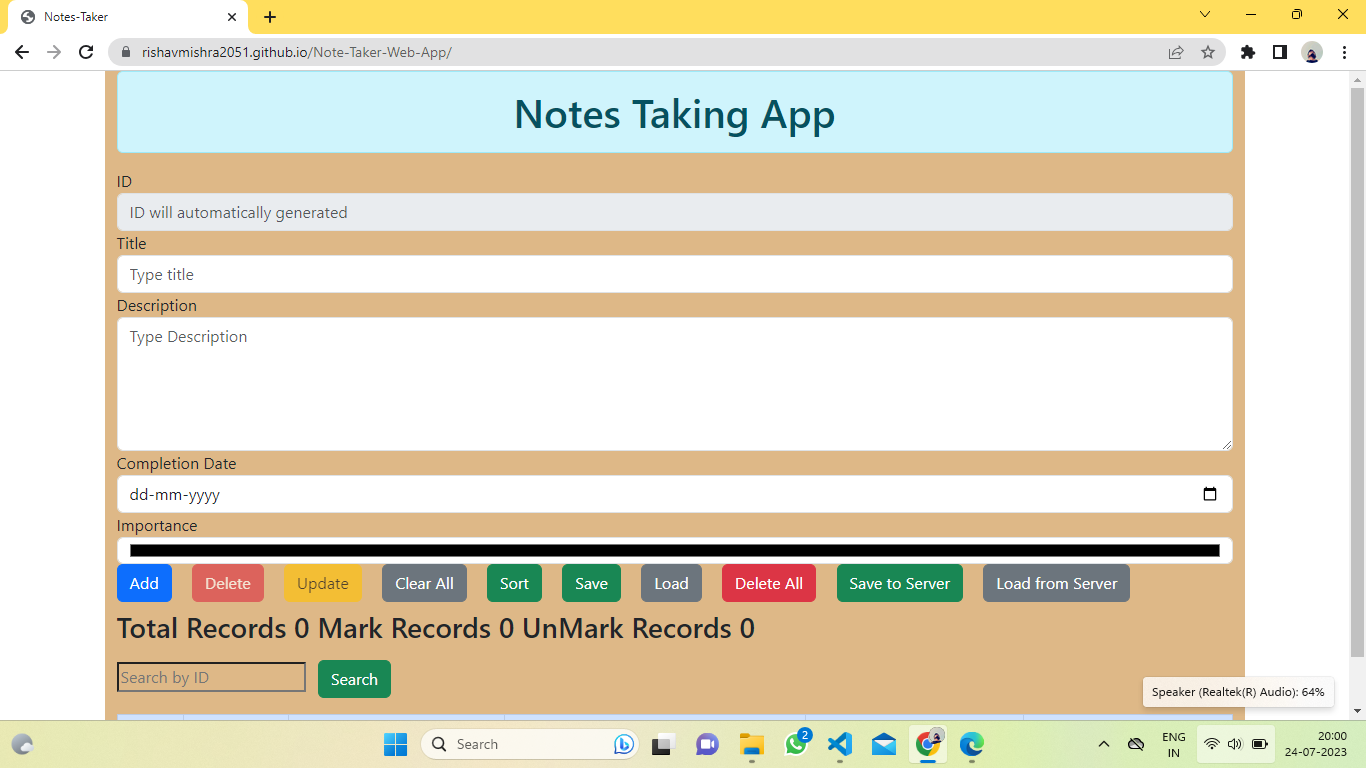 Notes-Taker
rishavmishra2051.github.io/Note-Taker-Web-App/
Notes Taking App
ID
ID will automatically generated
Title
Type title
Description
Type Description
Completion Date
dd-mm-yyyy
Importance
Add Delete Update Clear All Sort Save Load Delete All Save to Server Load from Server
Total Records 0 Mark Records 0 UnMark Records 0
Search by ID Search
Speaker (Realtek(R) Audio): 64%
Search 2 ENG 20:00
IN 24-07-2023